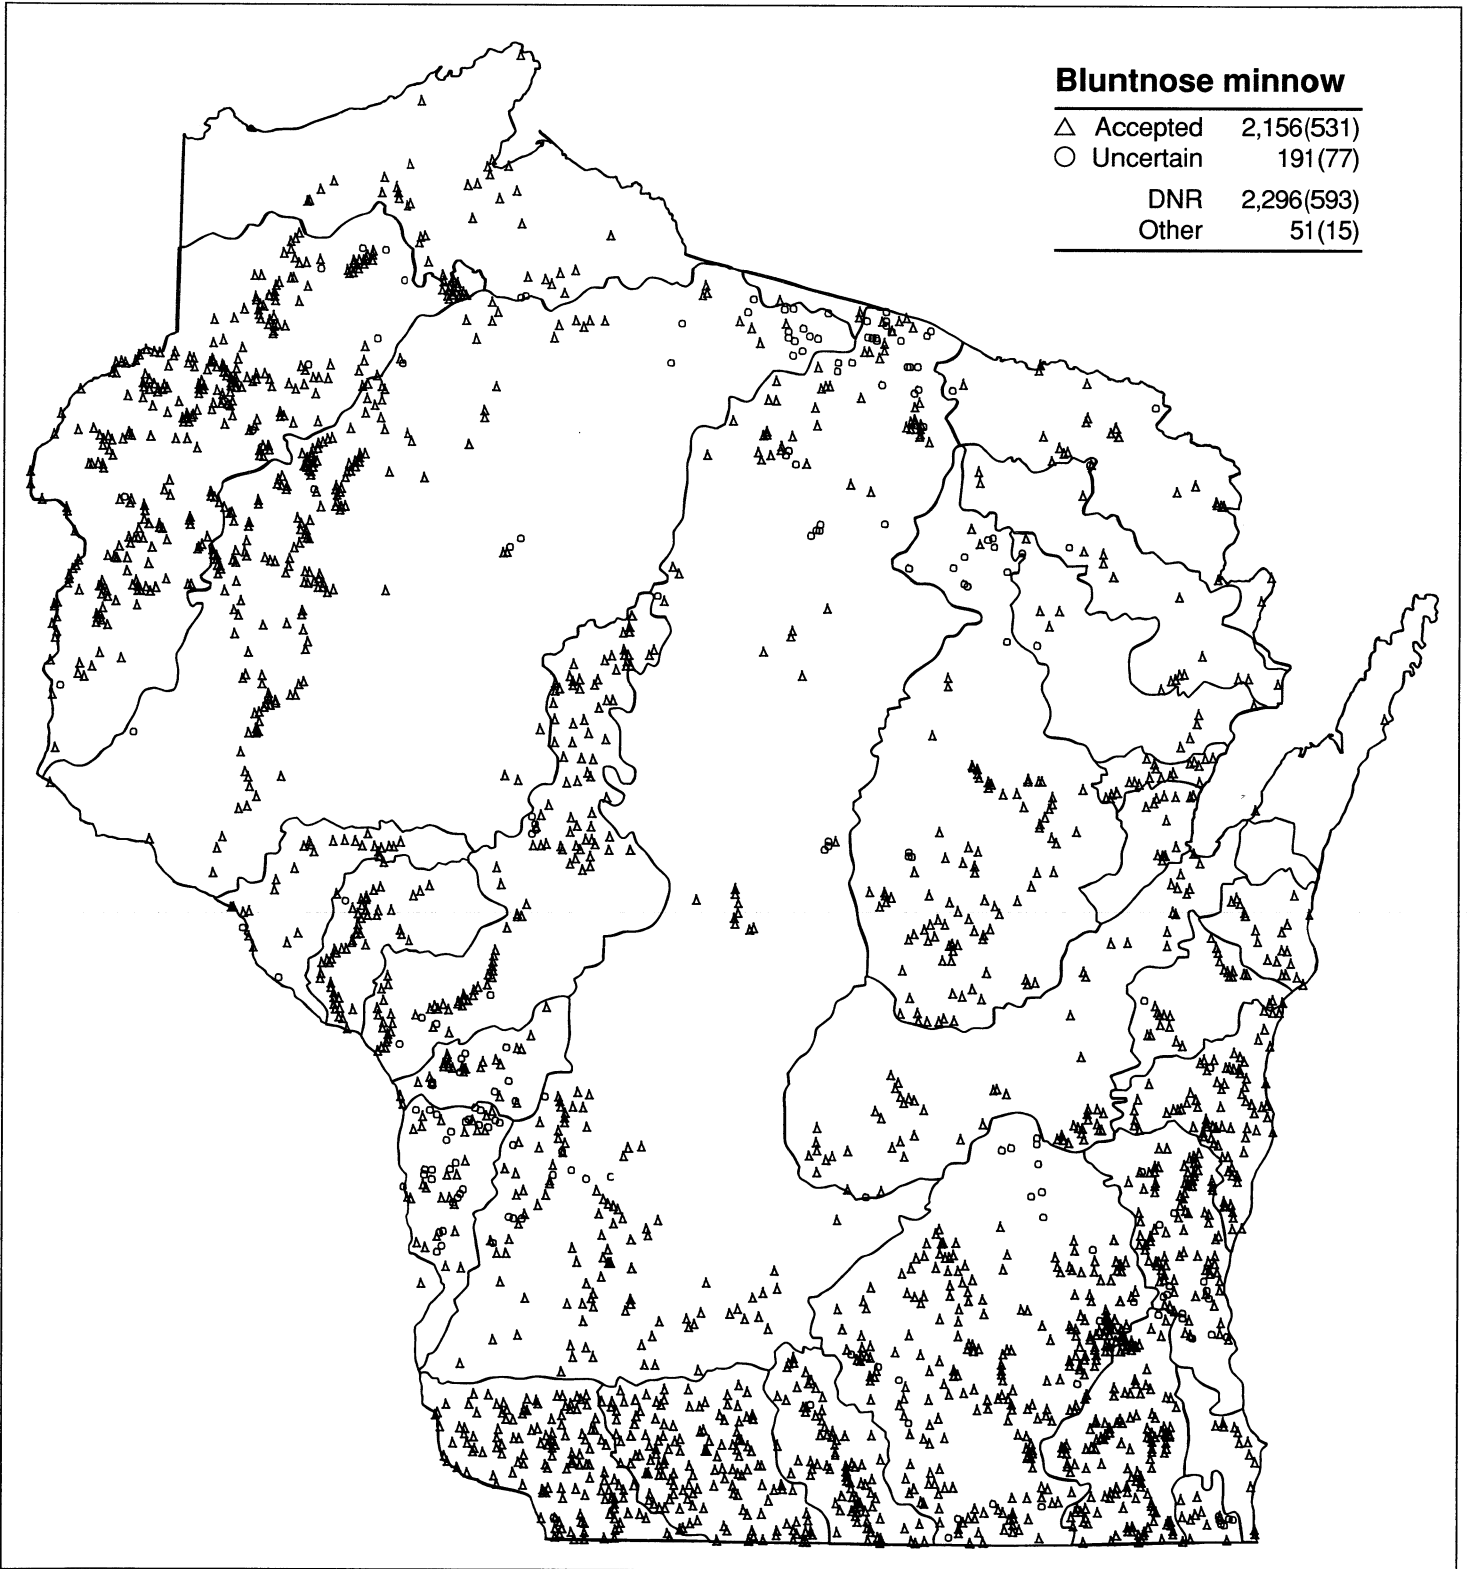 Bluntnose minnow
△ Accepted 2,156(531)
○ Uncertain 191(77)
DNR 2,296(593)
Other 51(15)